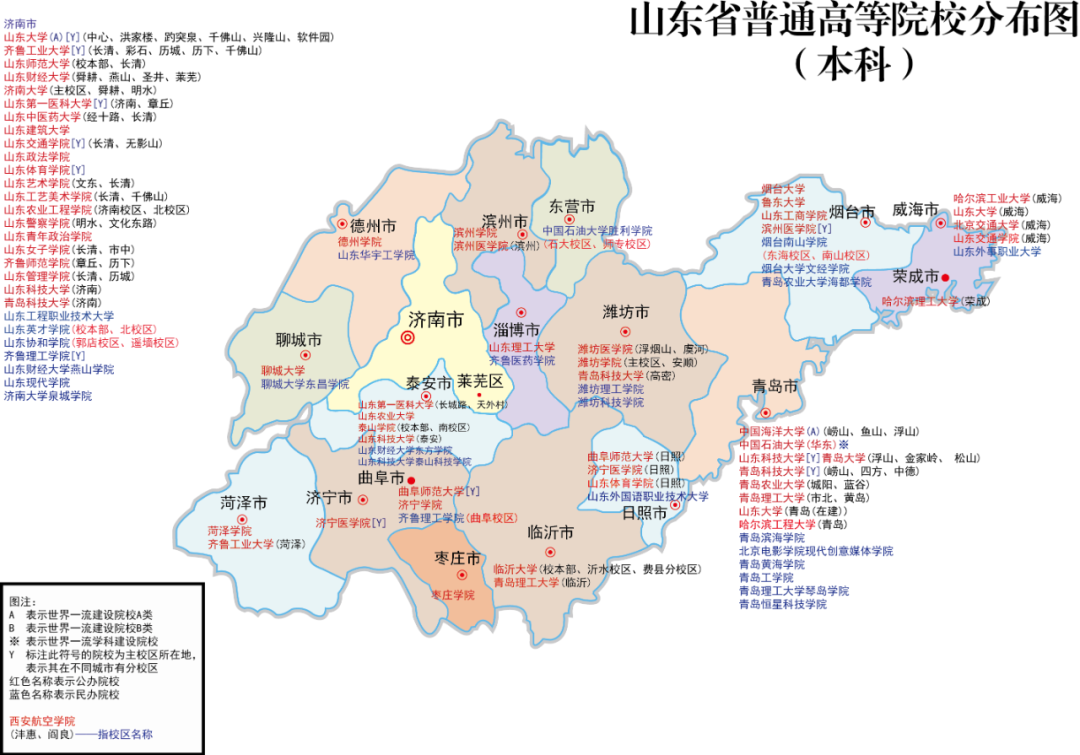 山东省普通高等院校分布图
(本科)
济南市
山东大学(A)[Y](中心、洪家楼、趵突泉、千佛山、兴隆山、软件园)
齐鲁工业大学[Y](长清、彩石、历城、历下、千佛山)
山东师范大学(校本部、长清)
山东财经大学(舜耕、燕山、圣井、莱芜)
济南大学(主校区、舜耕、明水)
山东第一医科大学[Y](济南、章丘)
山东中医药大学(经十路、长清)
山东建筑大学
山东交通学院[Y](长清、无影山)
山东政法学院
山东体育学院[Y]
山东艺术学院(文东、长清)
山东工艺美术学院(长清、千佛山)
山东农业工程学院(济南校区、北校区)
山东警察学院(明水、文化东路)
山东青年政治学院
山东女子学院(长清、市中)
齐鲁师范学院(章丘、历下)
山东管理学院(长清、历城)
山东科技大学(济南)
青岛科技大学(济南)
山东工程职业技术大学
山东英才学院(校本部、北校区)
山东协和学院(郭店校区、遥墙校区)
齐鲁理工学院[Y]
山东财经大学燕山学院
山东现代学院
济南大学泉城学院
德州市
德州学院
山东华宇工学院
滨州市
滨州学院
滨州医学院(滨州)
东营市
中国石油大学胜利学院
(石大校区、师专校区)
烟台大学
鲁东大学
山东工商学院
滨州医学院[Y]
烟台南山学院
(东海校区、南山校区)
烟台大学文经学院
青岛农业大学海都学院
烟台市
威海市
哈尔滨工业大学(威海)
山东大学(威海)
北京交通大学(威海)
山东交通学院(威海)
山东外事职业大学
荣成市
哈尔滨理工大学(荣成)
聊城市
聊城大学
聊城大学东昌学院
济南市
淄博市
山东理工大学
齐鲁医药学院
潍坊市
潍坊医学院(浮烟山、虞河)
潍坊学院(主校区、安顺)
青岛科技大学(高密)
潍坊理工学院
潍坊科技学院
泰安市
莱芜区
山东第一医科大学(长城路、天外村)
山东农业大学
泰山学院(校本部、南校区)
山东科技大学(泰安)
山东财经大学东方学院
山东科技大学泰山科技学院
青岛市
中国海洋大学(A)(崂山、鱼山、浮山)
中国石油大学(华东)※
山东科技大学[Y]青岛大学(浮山、金家岭、 松山)
青岛科技大学[Y](崂山、四方、中德)
青岛农业大学(城阳、蓝谷)
青岛理工大学(市北、黄岛)
山东大学(青岛(在建))
哈尔滨工程大学(青岛)
青岛滨海学院
北京电影学院现代创意媒体学院
青岛黄海学院
青岛工学院
青岛理工大学琴岛学院
青岛恒星科技学院
曲阜师范大学(日照)
济宁医学院(日照)
山东体育学院(日照)
山东外国语职业技术大学
日照市
曲阜市
曲阜师范大学[Y]
济宁学院
齐鲁理工学院(曲阜校区)
济宁市
济宁医学院[Y]
菏泽市
菏泽学院
齐鲁工业大学(菏泽)
临沂市
临沂大学(校本部、沂水校区、费县分校区)
青岛理工大学(临沂)
枣庄市
枣庄学院
图注:
A 表示世界一流建设院校A类
B 表示世界一流建设院校B类
※ 表示世界一流学科建设院校
Y 标注此符号的院校为主校区所在地,
表示其在不同城市有分校区
红色名称表示公办院校
蓝色名称表示民办院校
西安航空学院
(沣惠、阎良)——指校区名称